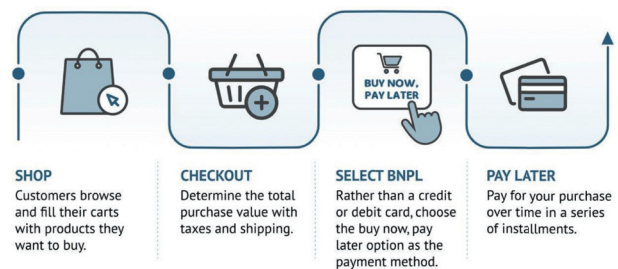 BUY NOW,
PAY LATER
SHOP
Customers browse
and fill their carts
with products they
want to buy.
CHECKOUT
Determine the total
purchase value with
taxes and shipping.
SELECT BNPL
Rather than a credit
or debit card, choose
the buy now, pay
later option as the
payment method.
PAY LATER
Pay for your purchase
over time in a series
of installments.